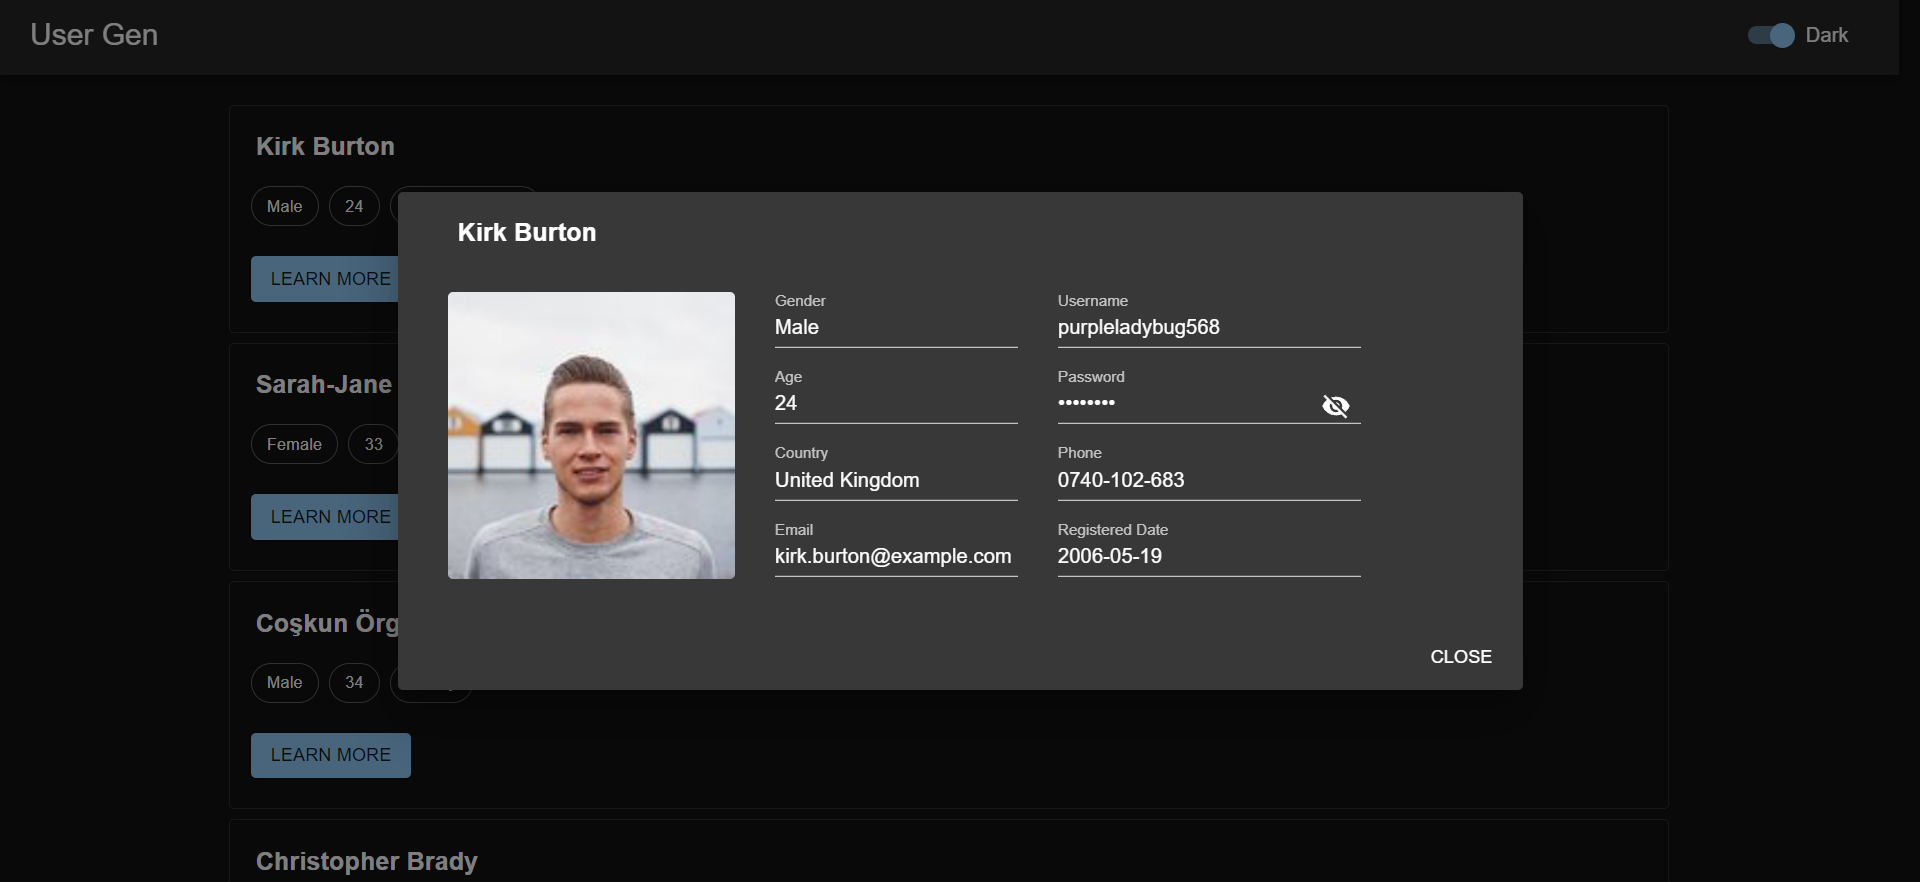 User Gen
Dark
Kirk Burton
Male 24
LEARN MORE
Sarah-Jane
Female 33
LEARN MORE
Coşkun Örg
Male 34
LEARN MORE
Christopher Brady
Kirk Burton
Gender
Male
Username
purpleladybug568
Age
24
Password
••••••••
Country
United Kingdom
Phone
0740-102-683
Email
kirk.burton@example.com
Registered Date
2006-05-19
CLOSE